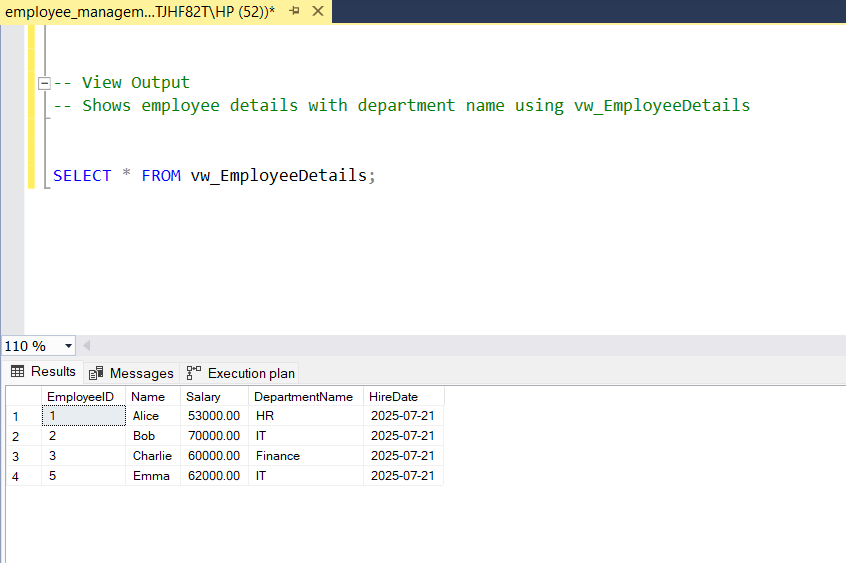 employee_managem...TJHF82T\HP (52))*
-- View Output
-- Shows employee details with department name using vw_EmployeeDetails
SELECT * FROM vw_EmployeeDetails;
110 %
Results Messages Execution plan
EmployeeID Name Salary DepartmentName HireDate
1 1 Alice 53000.00 HR 2025-07-21
2 2 Bob 70000.00 IT 2025-07-21
3 3 Charlie 60000.00 Finance 2025-07-21
4 5 Emma 62000.00 IT 2025-07-21